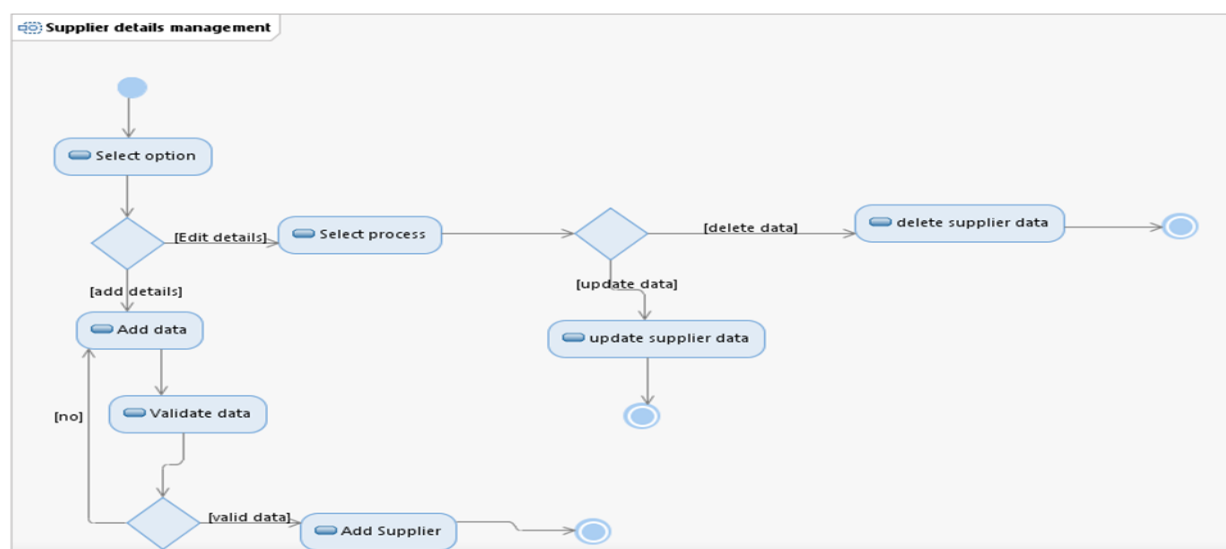 Supplier details management
Select option
[Edit details]
Select process
[delete data]
delete supplier data
[add details]
[update data]
Add data
update supplier data
[no]
Validate data
[valid data]
Add Supplier